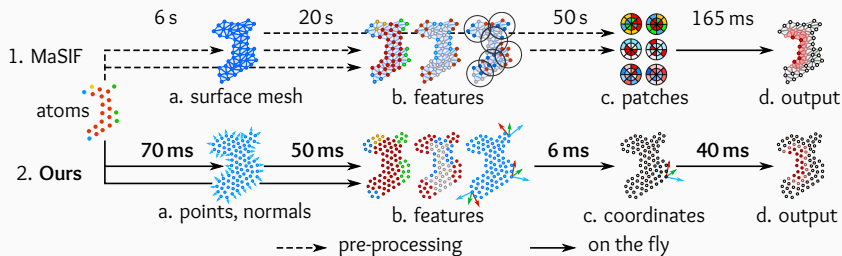 6 s 20 s 50 s 165 ms
1. MaSIF
a. surface mesh b. features c. patches d. output
atoms
70 ms 50 ms 6 ms 40 ms
2. Ours
a. points, normals b. features c. coordinates d. output
pre-processing on the fly